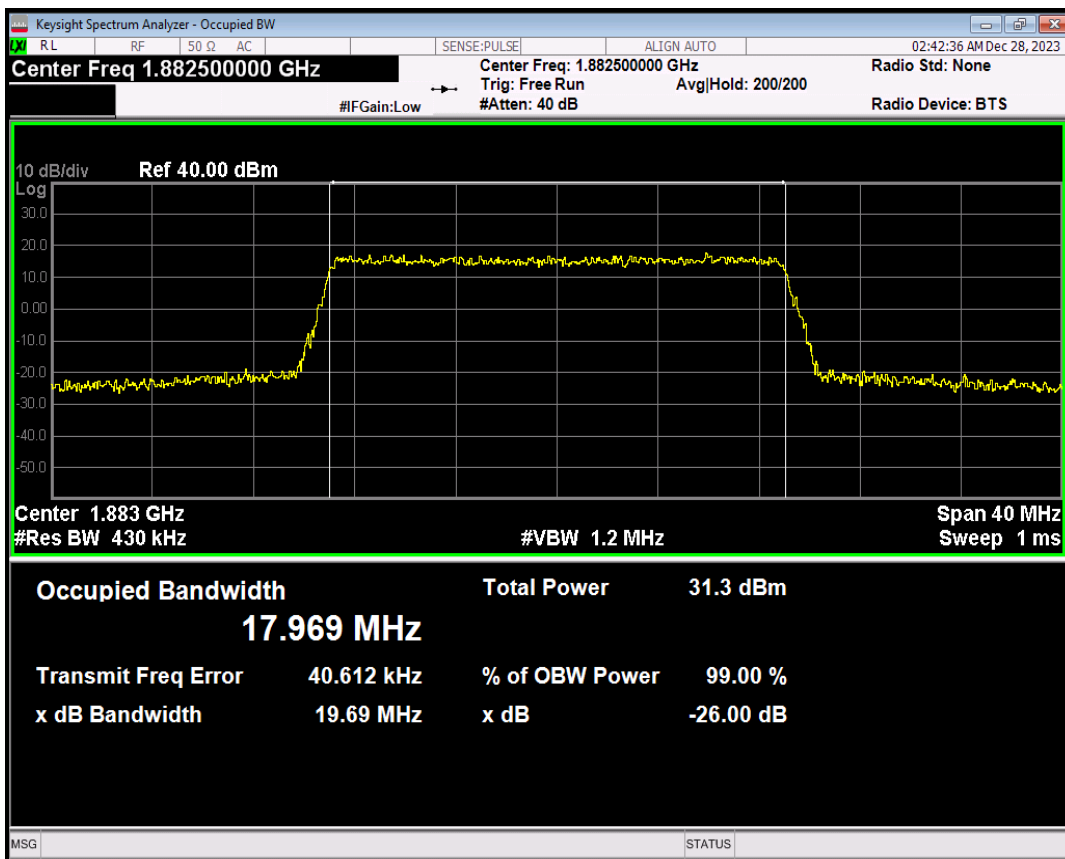 Keysight Spectrum Analyzer - Occupied BW
LXI RL RF 50 Ω AC SENSE:PULSE ALIGN AUTO 02:42:36 AM Dec 28, 2023
Center Freq 1.882500000 GHz Center Freq: 1.882500000 GHz Radio Std: None
Trig: Free Run Avg|Hold: 200/200
#IFGain:Low #Atten: 40 dB Radio Device: BTS
10 dB/div Ref 40.00 dBm
Log
30.0
20.0
10.0
0.00
-10.0
-20.0
-30.0
-40.0
-50.0
Center 1.883 GHz Span 40 MHz
#Res BW 430 kHz #VBW 1.2 MHz Sweep 1 ms
Occupied Bandwidth Total Power 31.3 dBm
17.969 MHz
Transmit Freq Error 40.612 kHz % of OBW Power 99.00 %
x dB Bandwidth 19.69 MHz x dB -26.00 dB
MSG STATUS